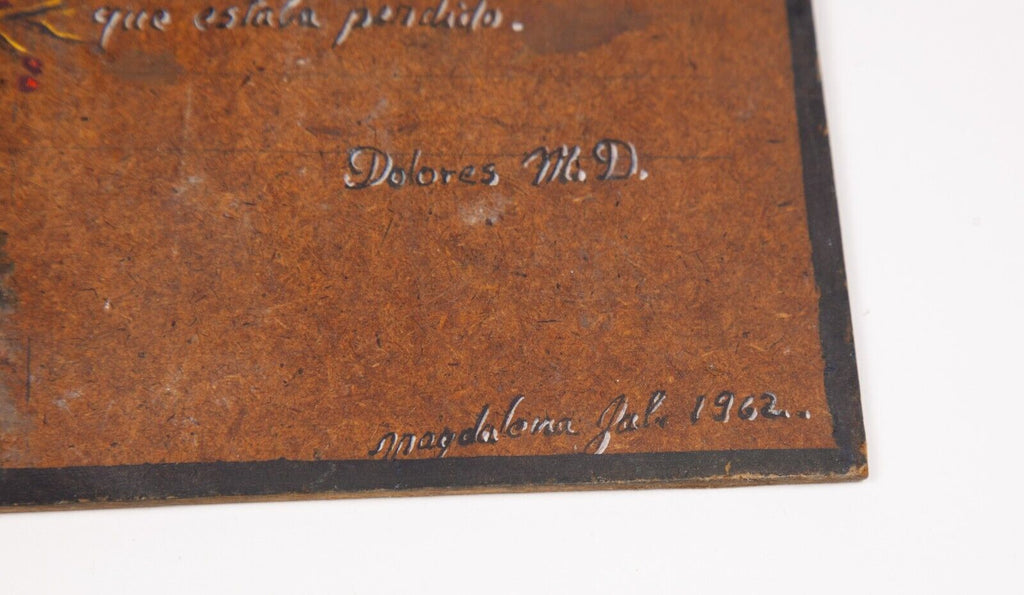 que estaba perdido.
Dolores M.D.
Magdalena Jal. 1962..